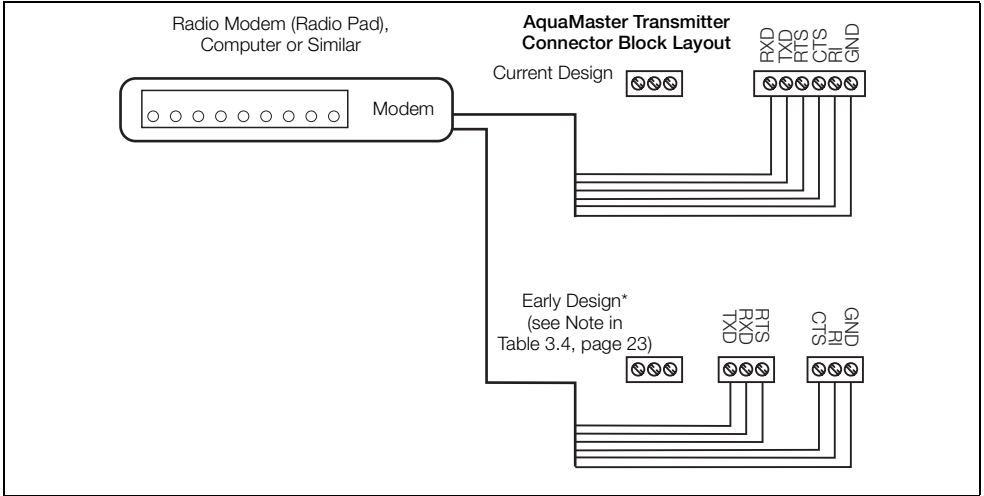 Radio Modem (Radio Pad),
Computer or Similar
Modem
AquaMaster Transmitter
Connector Block Layout
Current Design
RXD
TXD
RTS
CTS
RI
GND
Early Design*
(see Note in
Table 3.4, page 23)
TXD
RXD
RTS
CTS
RI
GND